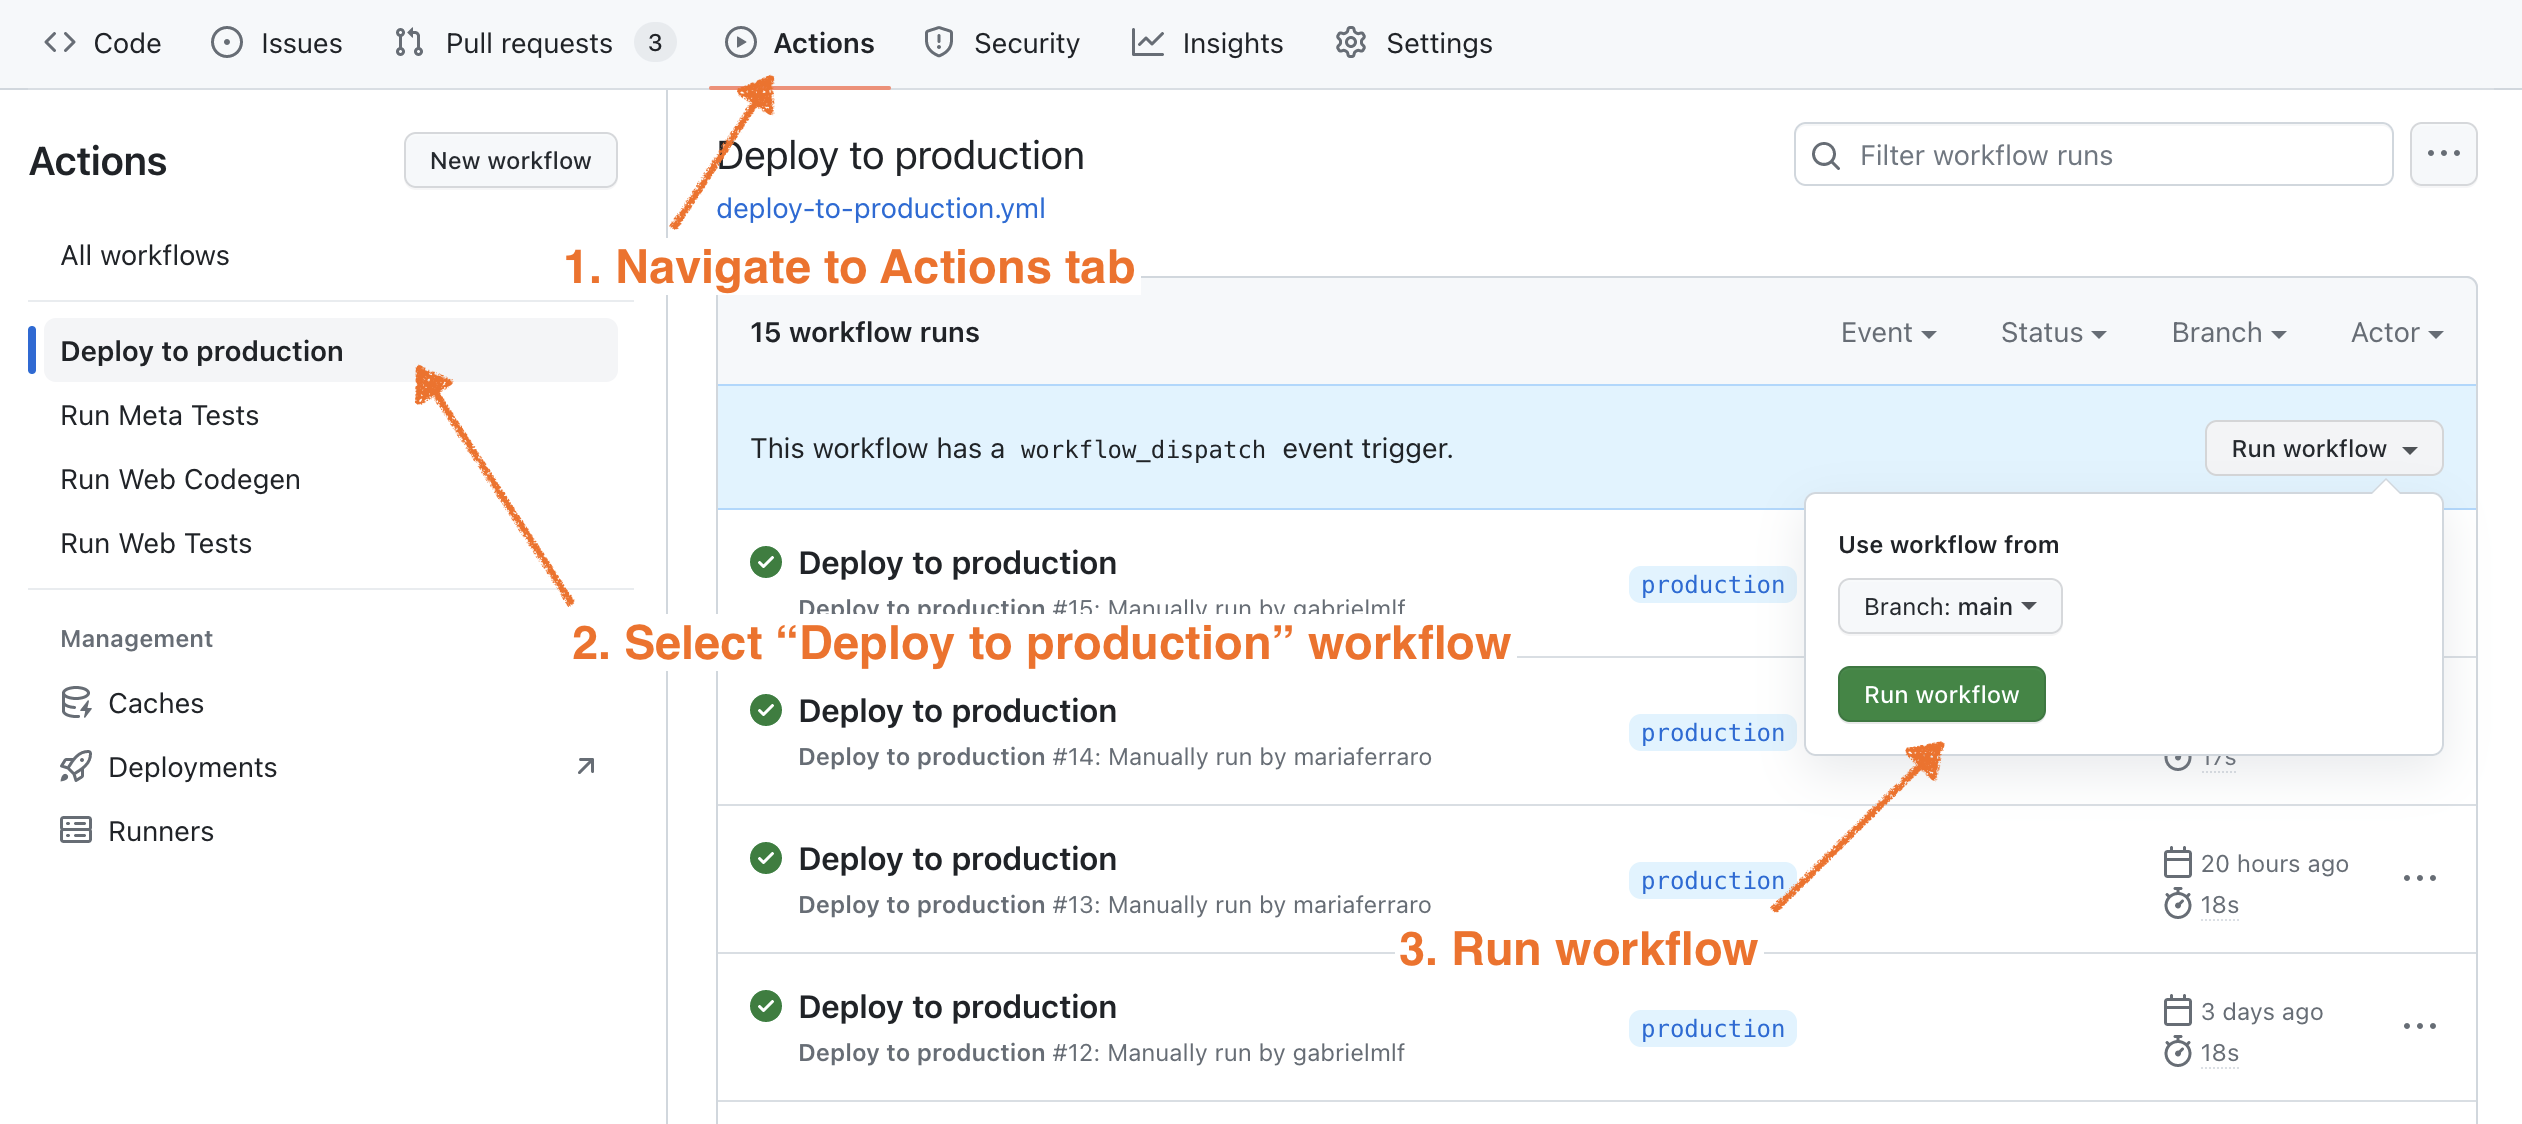 Code Issues Pull requests 3 Actions Security Insights Settings
Actions
New workflow
All workflows
Deploy to production
Run Meta Tests
Run Web Codegen
Run Web Tests
Management
Caches
Deployments
Runners
Deploy to production
deploy-to-production.yml
Filter workflow runs
1. Navigate to Actions tab
15 workflow runs
Event Status Branch Actor
This workflow has a workflow_dispatch event trigger.
Run workflow
Use workflow from
Branch: main
Run workflow
Deploy to production
Deploy to production #15: Manually run by gabrielmlf
production
2. Select “Deploy to production” workflow
Deploy to production
Deploy to production #14: Manually run by mariaferraro
production
17s
Deploy to production
Deploy to production #13: Manually run by mariaferraro
production
20 hours ago
18s
3. Run workflow
Deploy to production
Deploy to production #12: Manually run by gabrielmlf
production
3 days ago
18s